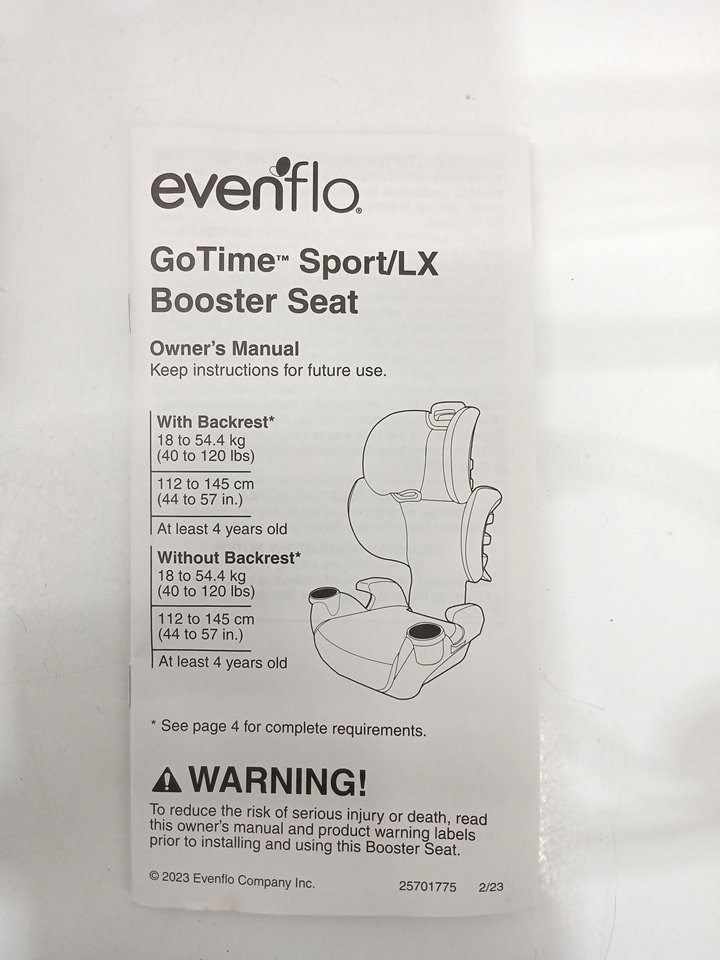 evenflo®
GoTime™ Sport/LX
Booster Seat
Owner's Manual
Keep instructions for future use.
With Backrest*
18 to 54.4 kg
(40 to 120 lbs)
112 to 145 cm
(44 to 57 in.)
At least 4 years old
Without Backrest*
18 to 54.4 kg
(40 to 120 lbs)
112 to 145 cm
(44 to 57 in.)
At least 4 years old
* See page 4 for complete requirements.
WARNING!
To reduce the risk of serious injury or death, read
this owner's manual and product warning labels
prior to installing and using this Booster Seat.
© 2023 Evenflo Company Inc.
25701775 2/23